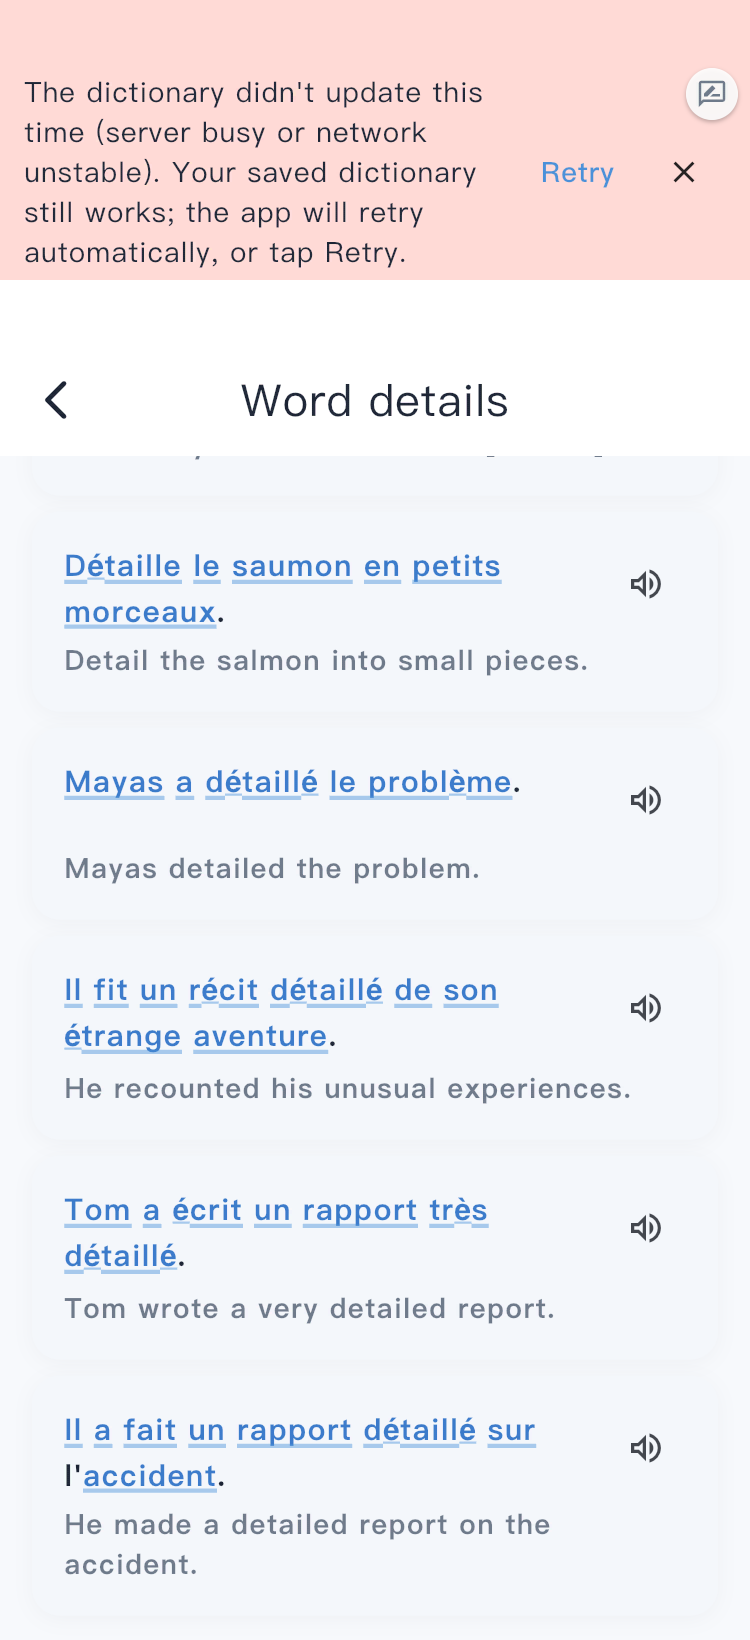 The dictionary didn't update this
time (server busy or network
unstable). Your saved dictionary
still works; the app will retry
automatically, or tap Retry.
Retry
Word details
Détaille le saumon en petits
morceaux.
Detail the salmon into small pieces.
Mayas a détaillé le problème.
Mayas detailed the problem.
Il fit un récit détaillé de son
étrange aventure.
He recounted his unusual experiences.
Tom a écrit un rapport très
détaillé.
Tom wrote a very detailed report.
Il a fait un rapport détaillé sur
l'accident.
He made a detailed report on the
accident.